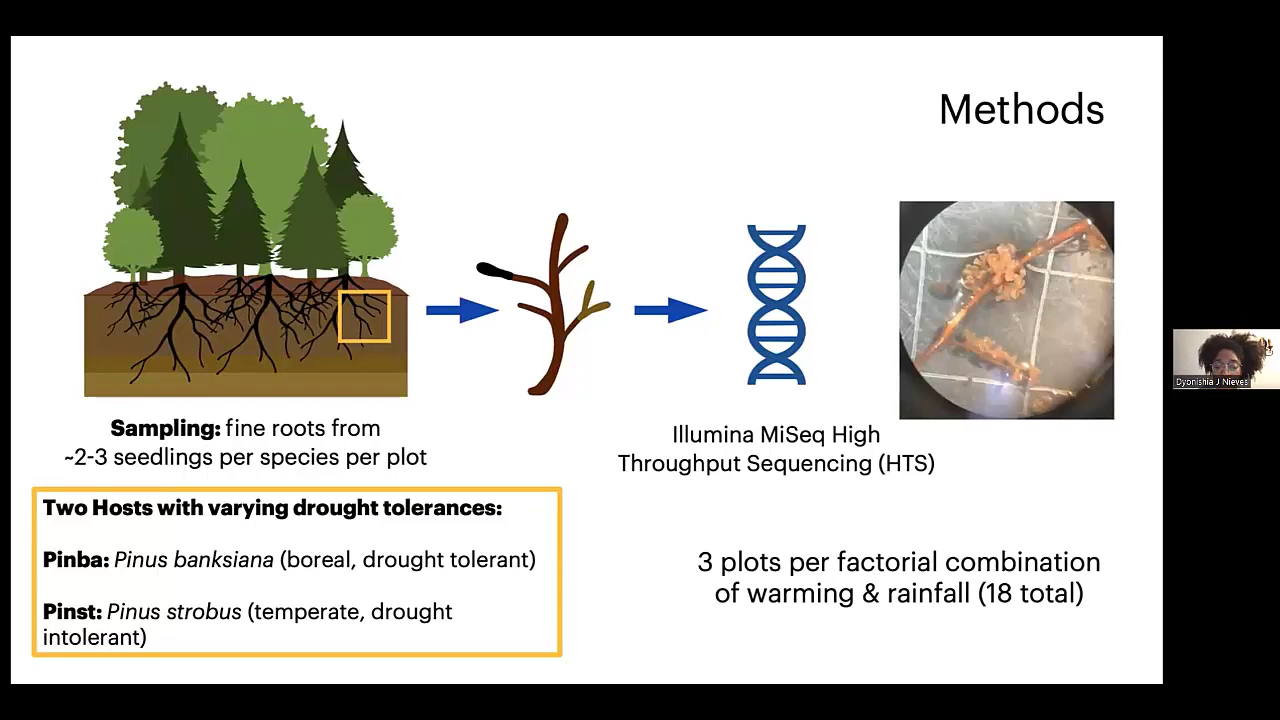 Methods
Sampling: fine roots from
~2-3 seedlings per species per plot
Illumina MiSeq High
Throughput Sequencing (HTS)
Two Hosts with varying drought tolerances:
Pinba: Pinus banksiana (boreal, drought tolerant)
Pinst: Pinus strobus (temperate, drought
intolerant)
3 plots per factorial combination
of warming & rainfall (18 total)
Dyonishia J Nieves